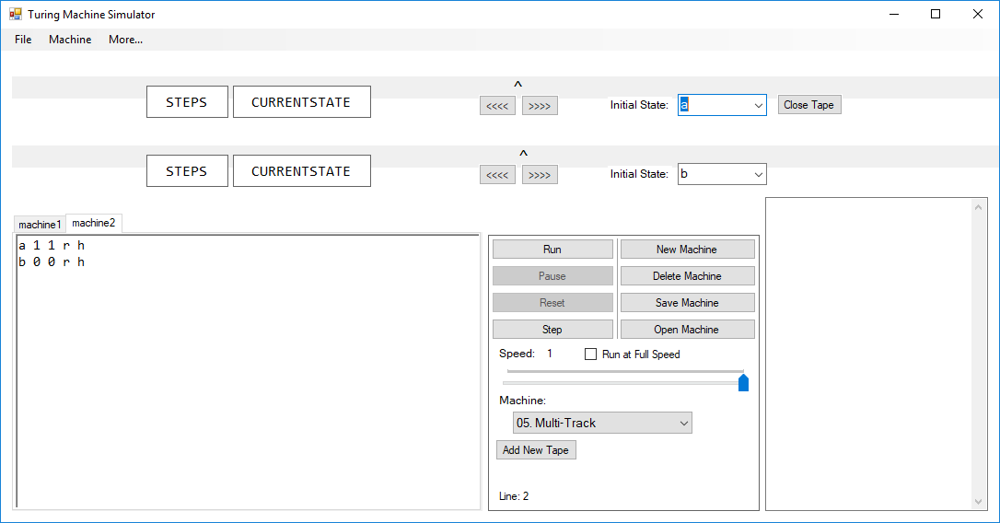 Turing Machine Simulator
File Machine More...
^
STEPS CURRENTSTATE <<<< >>>> Initial State: a Close Tape
^
STEPS CURRENTSTATE <<<< >>>> Initial State: b
machine1 machine2
a 1 1 r h
b 0 0 r h
Run New Machine
Pause Delete Machine
Reset Save Machine
Step Open Machine
Speed: 1 Run at Full Speed
Machine:
05. Multi-Track
Add New Tape
Line: 2